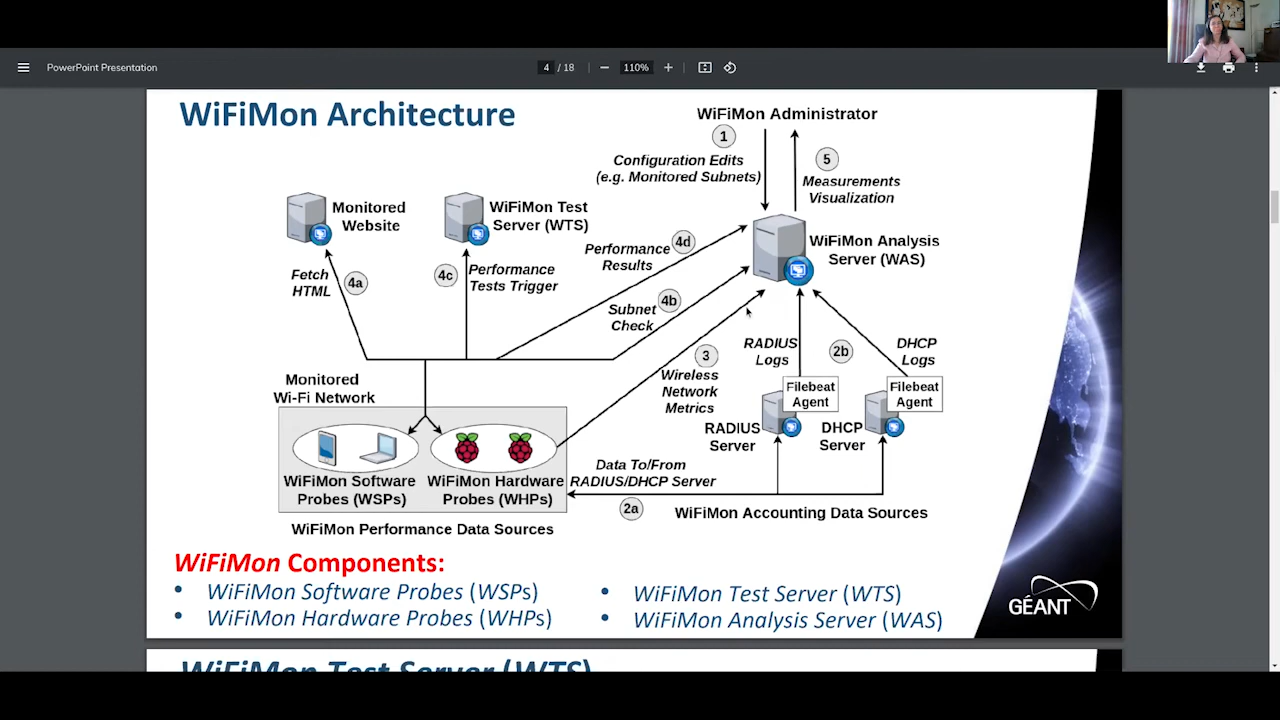 PowerPoint Presentation
4 / 18
110%
WiFiMon Architecture
WiFiMon Administrator
1
Configuration Edits
(e.g. Monitored Subnets)
5
Measurements
Visualization
Monitored
Website
WiFiMon Test
Server (WTS)
WiFiMon Analysis
Server (WAS)
Fetch
HTML
4a
4c
Performance
Tests Trigger
Performance
Results
4d
Subnet
Check
4b
3
Wireless
Network
Metrics
RADIUS
Logs
2b
DHCP
Logs
Filebeat
Agent
Filebeat
Agent
RADIUS
Server
DHCP
Server
Monitored
Wi-Fi Network
WiFiMon Software
Probes (WSPs)
WiFiMon Hardware
Probes (WHPs)
Data To/From
RADIUS/DHCP Server
2a
WiFiMon Accounting Data Sources
WiFiMon Performance Data Sources
WiFiMon Components:
• WiFiMon Software Probes (WSPs)
• WiFiMon Hardware Probes (WHPs)
• WiFiMon Test Server (WTS)
• WiFiMon Analysis Server (WAS)
GÉANT
WiFiMon Test Server (WTS)